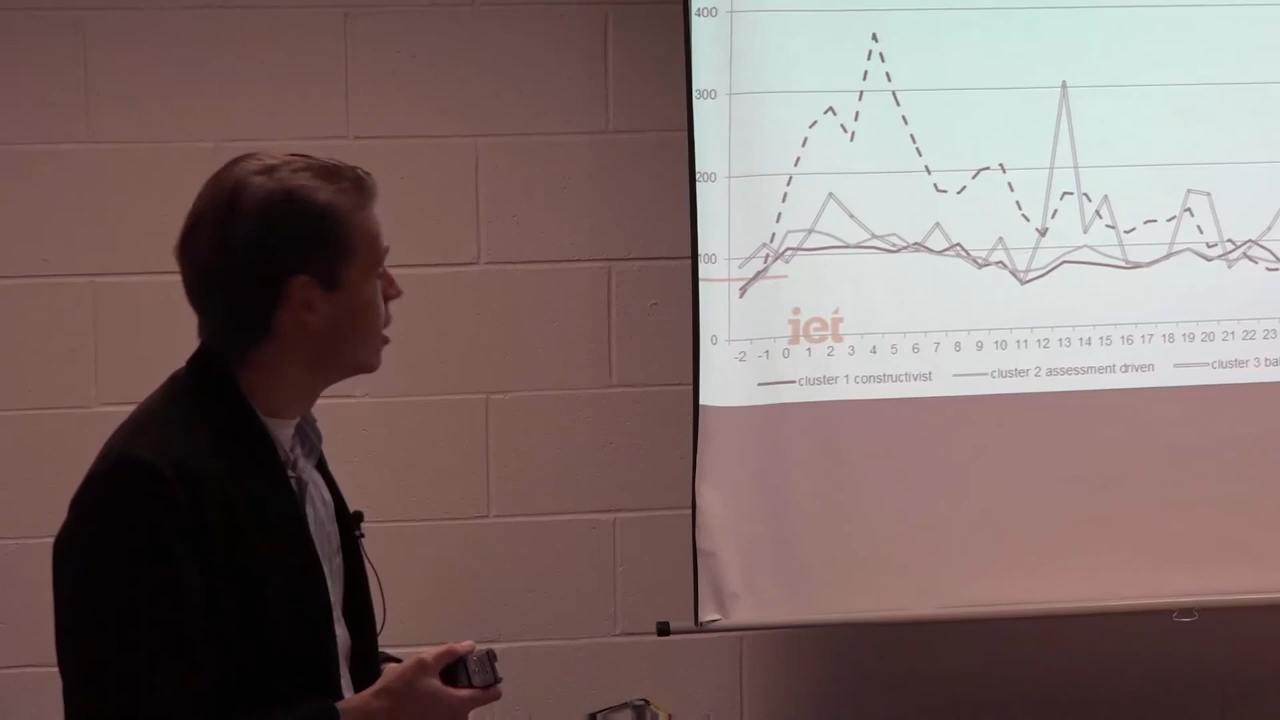 400
300
200
100
0
iet
-2 -1 0 1 2 3 4 5 6 7 8 9 10 11 12 13 14 15 16 17 18 19 20 21 22 23
cluster 1 constructivist cluster 2 assessment driven cluster 3 bal